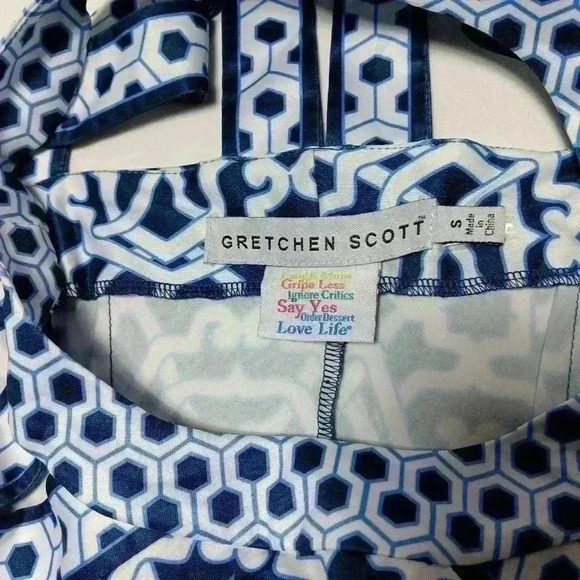 GRETCHEN SCOTT
S
Made
in
China
Laugh More
Gripe Less
Ignore Critics
Say Yes
Order Dessert
Love Life®